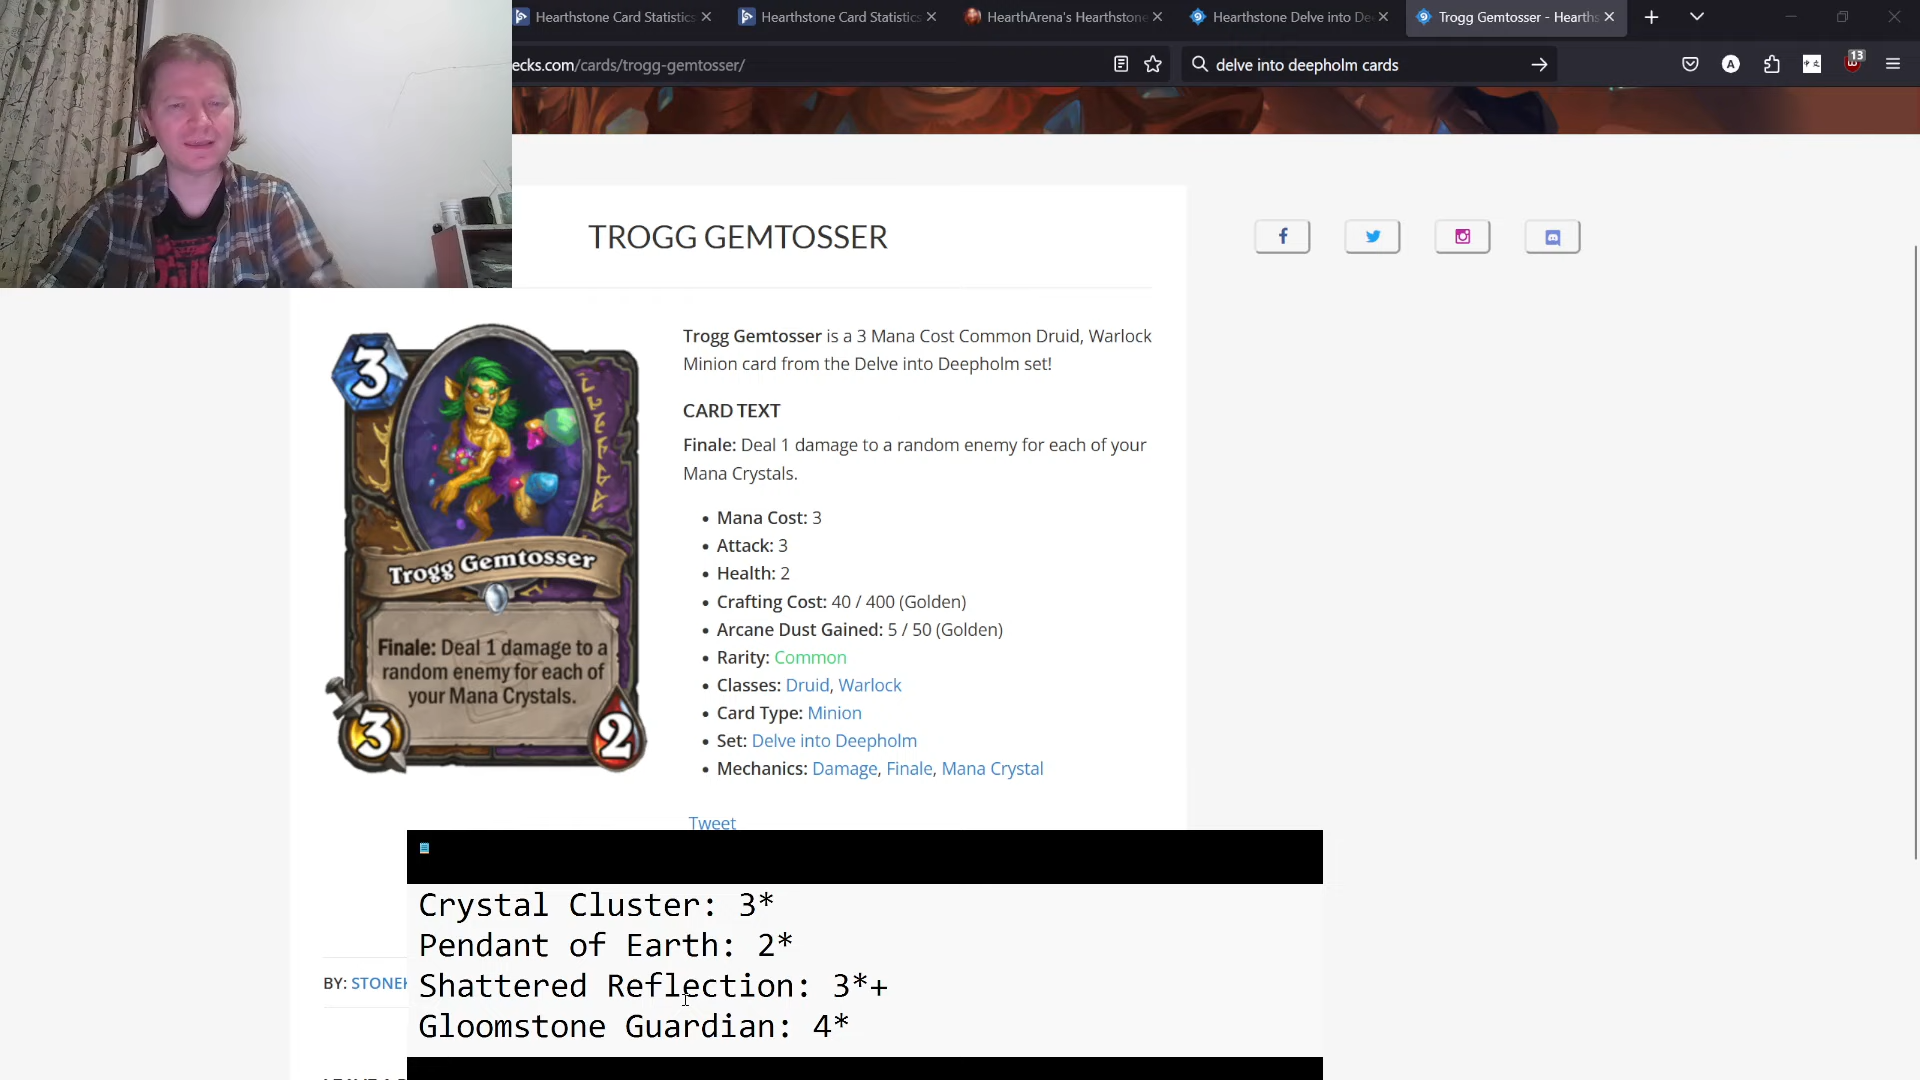 Hearthstone Card Statistics
Hearthstone Card Statistics
HearthArena's Hearthstone
Hearthstone Delve into De
Trogg Gemtosser - Hearths
ecks.com/cards/trogg-gemtosser/
delve into deepholm cards
A
13
TROGG GEMTOSSER
3
Trogg Gemtosser
Finale: Deal 1 damage to a
random enemy for each of
your Mana Crystals.
3
2
Trogg Gemtosser is a 3 Mana Cost Common Druid, Warlock
Minion card from the Delve into Deepholm set!
CARD TEXT
Finale: Deal 1 damage to a random enemy for each of your
Mana Crystals.
• Mana Cost: 3
• Attack: 3
• Health: 2
• Crafting Cost: 40 / 400 (Golden)
• Arcane Dust Gained: 5 / 50 (Golden)
• Rarity: Common
• Classes: Druid, Warlock
• Card Type: Minion
• Set: Delve into Deepholm
• Mechanics: Damage, Finale, Mana Crystal
Tweet
BY: STONEK
Crystal Cluster: 3*
Pendant of Earth: 2*
Shattered Reflection: 3*+
Gloomstone Guardian: 4*